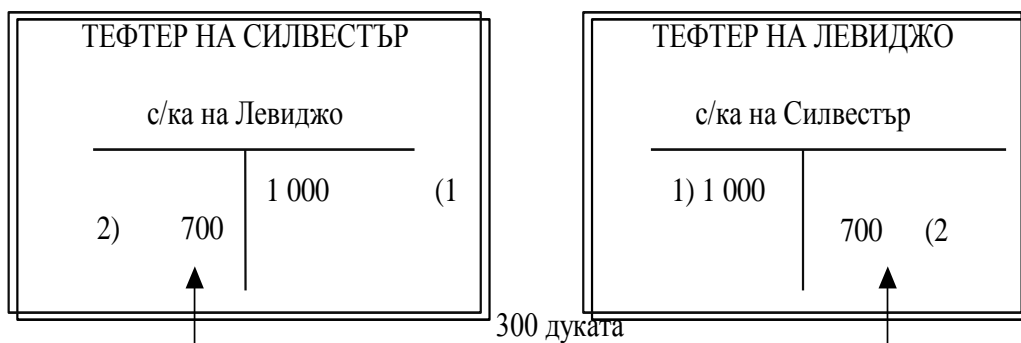 ТЕФТЕР НА СИЛВЕСТЪР
с/ка на Левиджо
1 000 (1
2) 700
ТЕФТЕР НА ЛЕВИДЖО
с/ка на Силвестър
1) 1 000
700 (2
300 дуката